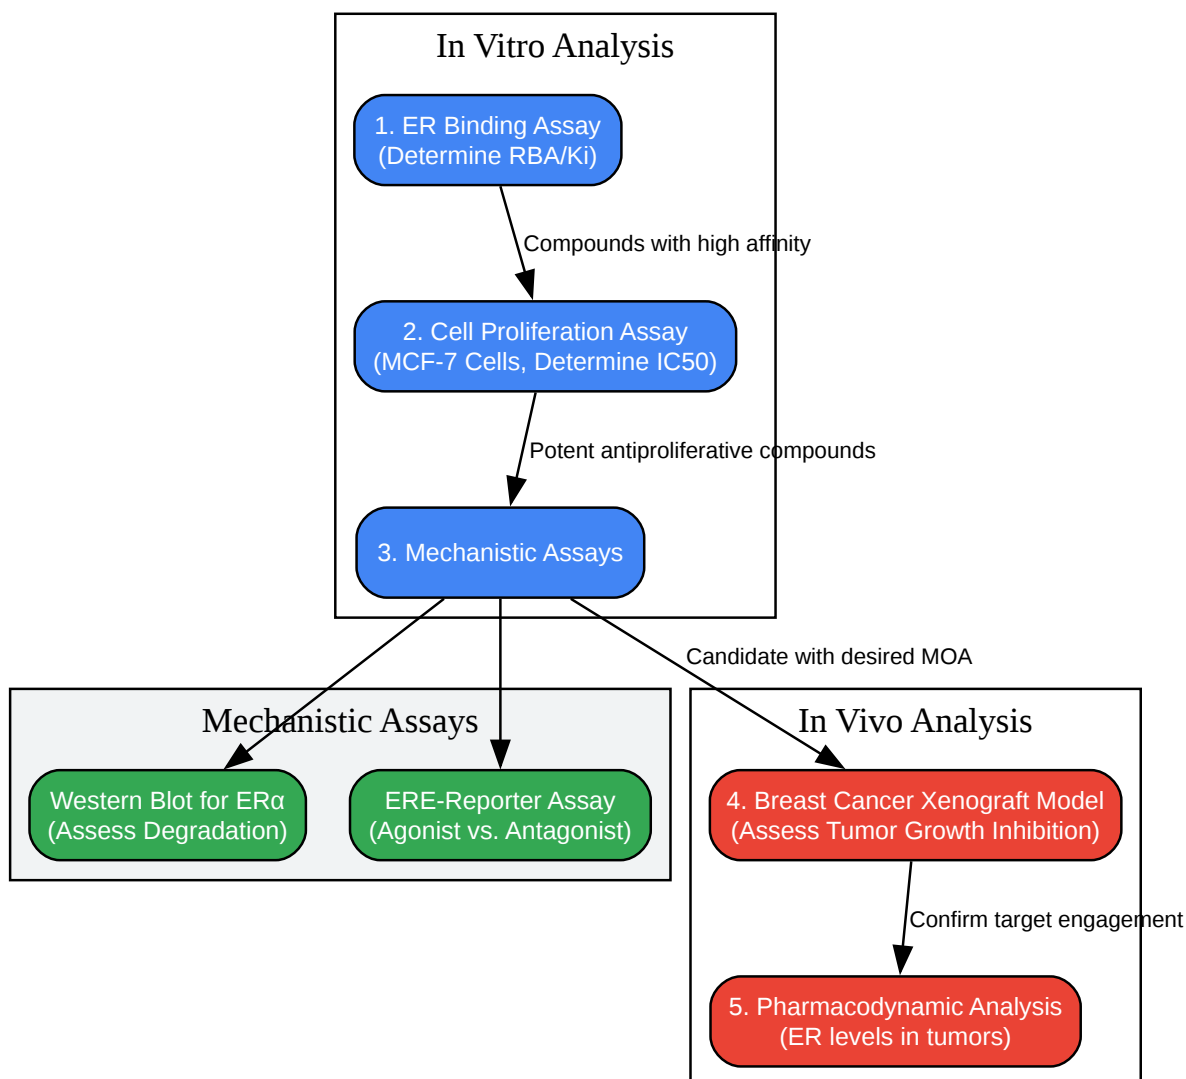 In Vitro Analysis
1. ER Binding Assay
(Determine RBA/Ki)
Compounds with high affinity
2. Cell Proliferation Assay
(MCF-7 Cells, Determine IC50)
Potent antiproliferative compounds
3. Mechanistic Assays
Candidate with desired MOA
Mechanistic Assays
Western Blot for ERα
(Assess Degradation)
ERE-Reporter Assay
(Agonist vs. Antagonist)
In Vivo Analysis
4. Breast Cancer Xenograft Model
(Assess Tumor Growth Inhibition)
Confirm target engagement
5. Pharmacodynamic Analysis
(ER levels in tumors)